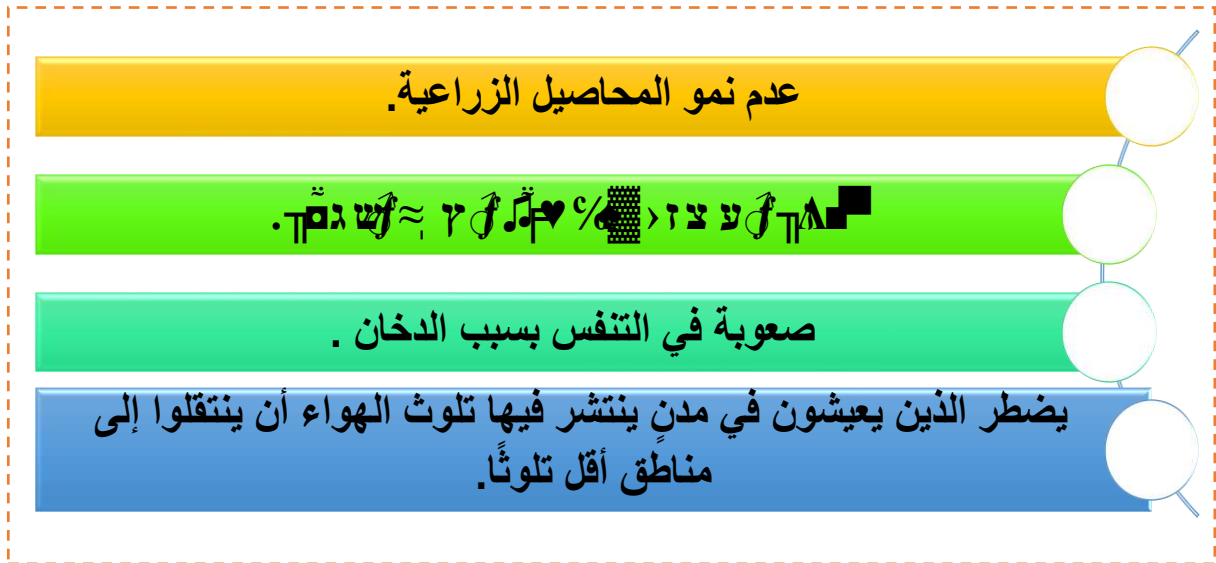 عدم نمو المحاصيل الزراعية.
صعوبة في التنفس بسبب الدخان .
يضطر الذين يعيشون في مدنٍ ينتشر فيها تلوث الهواء أن ينتقلوا إلى
مناطق أقل تلوثًا.